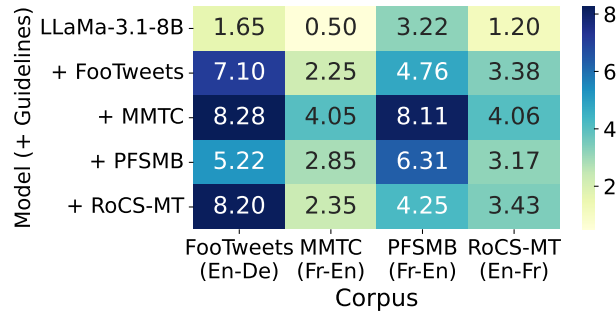 Model (+ Guidelines)
LLaMa-3.1-8B 1.65 0.50 3.22 1.20
+ FooTweets 7.10 2.25 4.76 3.38
+ MMTC 8.28 4.05 8.11 4.06
+ PFSMB 5.22 2.85 6.31 3.17
+ RoCS-MT 8.20 2.35 4.25 3.43
FooTweets MMTC PFSMB RoCS-MT
(En-De) (Fr-En) (Fr-En) (En-Fr)
Corpus
8
6
4
2